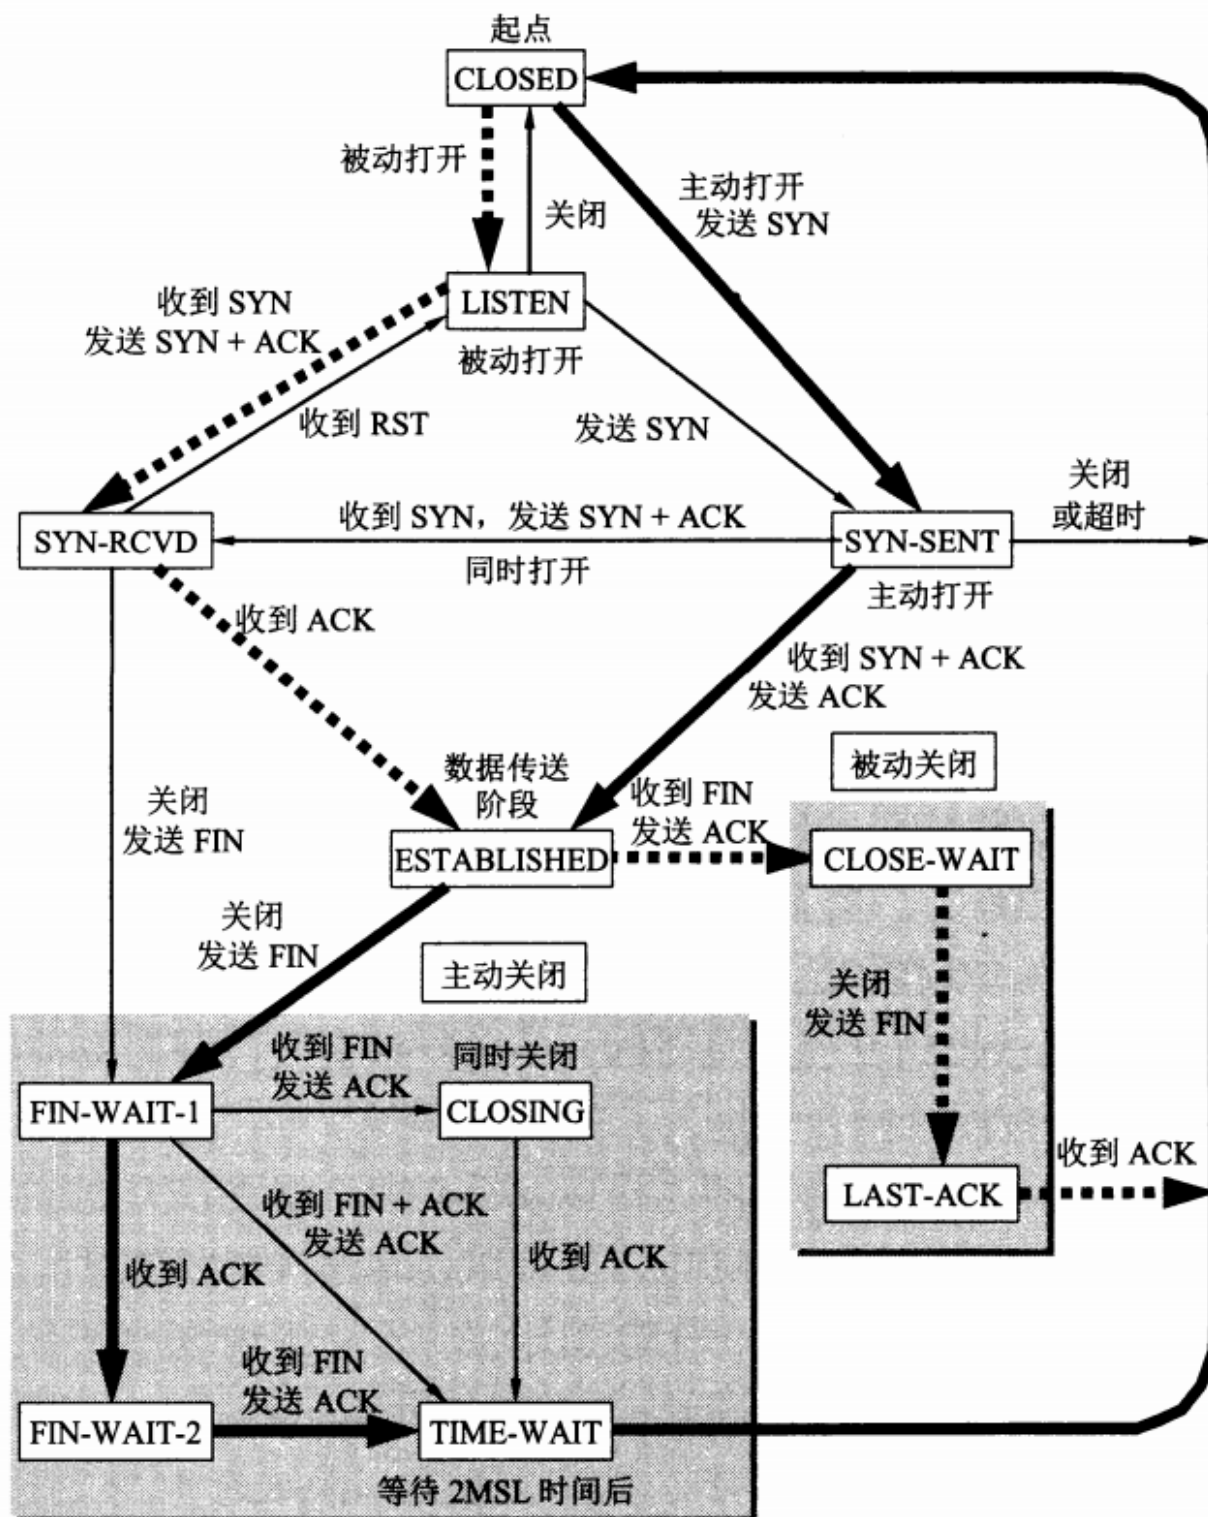 起点
CLOSED
被动打开
主动打开
发送 SYN
关闭
收到 SYN
发送 SYN + ACK
LISTEN
被动打开
收到 RST
发送 SYN
关闭
或超时
收到 SYN，发送 SYN + ACK
SYN-RCVD
SYN-SENT
同时打开
主动打开
收到 ACK
收到 SYN + ACK
发送 ACK
被动关闭
数据传送
阶段
关闭
发送 FIN
收到 FIN
发送 ACK
ESTABLISHED
CLOSE-WAIT
关闭
发送 FIN
主动关闭
关闭
发送 FIN
收到 FIN
发送 ACK
同时关闭
FIN-WAIT-1
CLOSING
收到 ACK
LAST-ACK
收到 FIN + ACK
发送 ACK
收到 ACK
收到 ACK
收到 FIN
发送 ACK
FIN-WAIT-2
TIME-WAIT
等待 2MSL 时间后